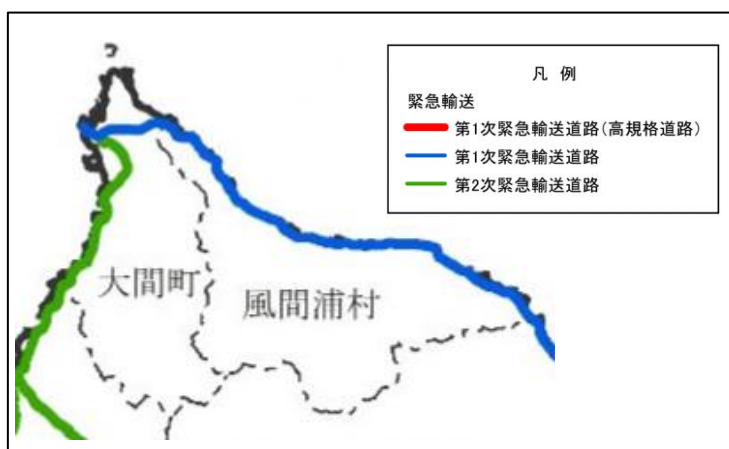 凡 例
緊急輸送
第1次緊急輸送道路(高規格道路)
第1次緊急輸送道路
第2次緊急輸送道路
大間町
風間浦村